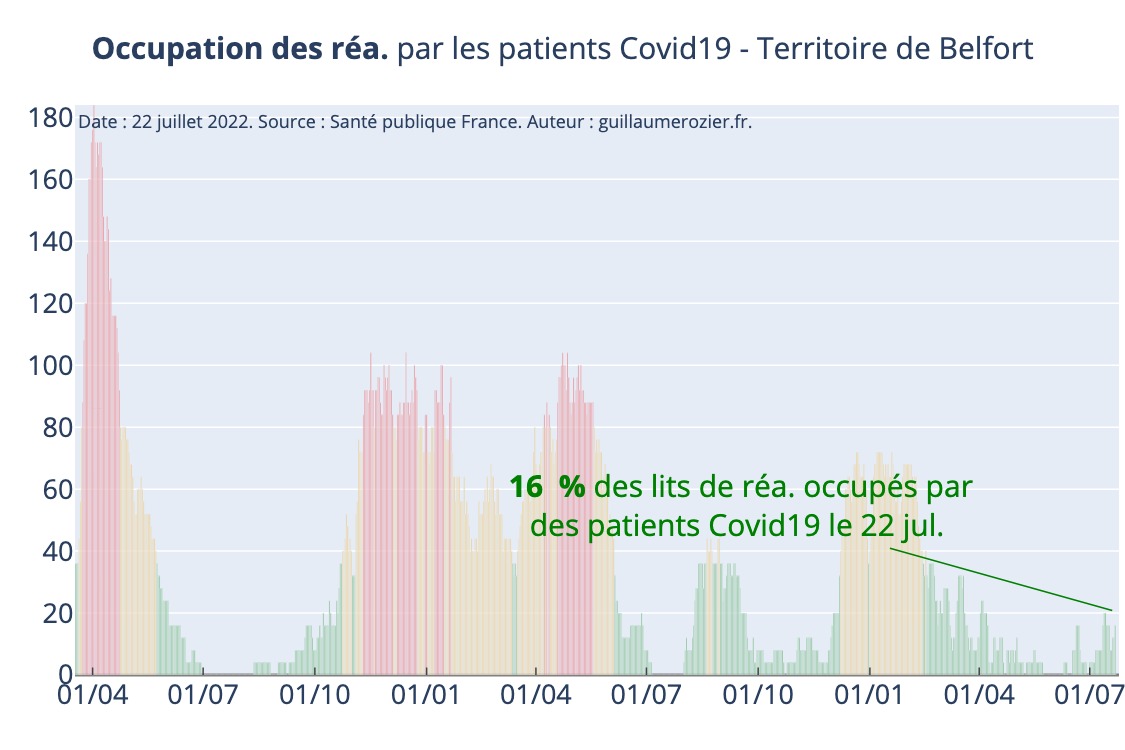 Occupation des réa. par les patients Covid19 - Territoire de Belfort
180
Date : 22 juillet 2022. Source : Santé publique France. Auteur : guillaumerozier.fr.
160
140
120
100
80
60
40
20
0
16 % des lits de réa. occupés par
des patients Covid19 le 22 jul.
01/04 01/07 01/10 01/01 01/04 01/07 01/10 01/01 01/04 01/07